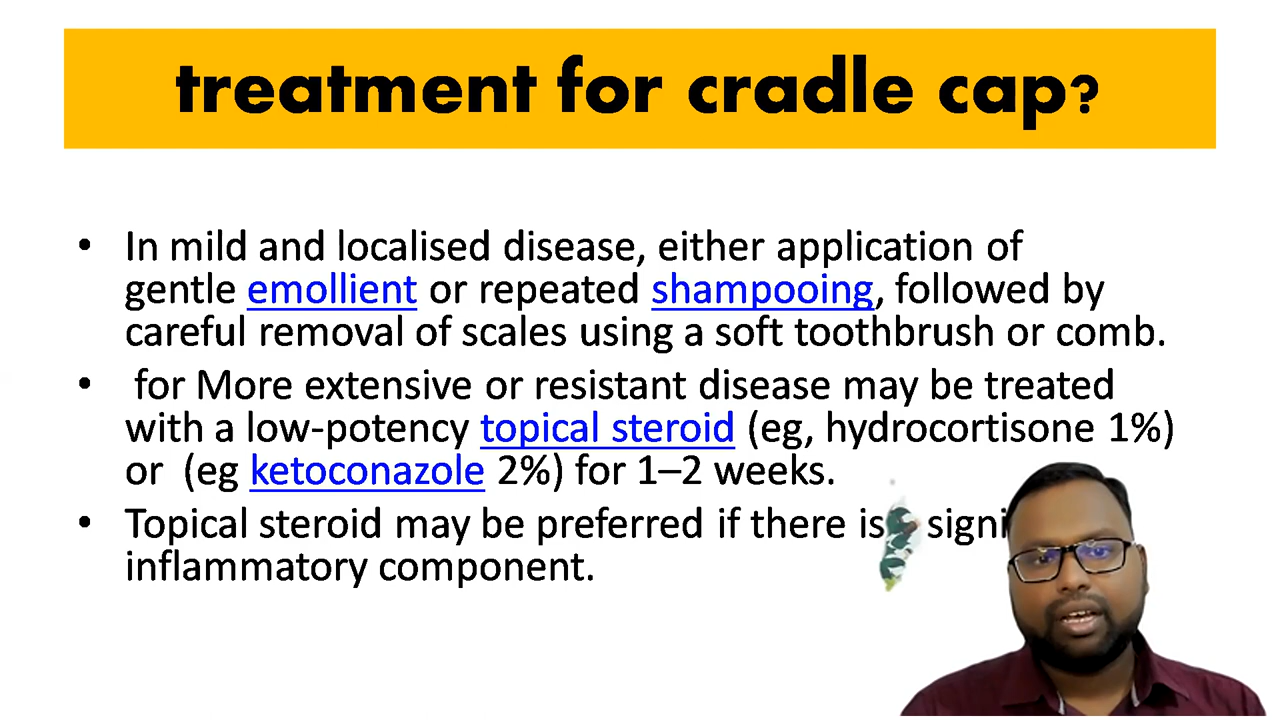 treatment for cradle cap?
• In mild and localised disease, either application of
gentle emollient or repeated shampooing, followed by
careful removal of scales using a soft toothbrush or comb.
• for More extensive or resistant disease may be treated
with a low-potency topical steroid (eg, hydrocortisone 1%)
or (eg ketoconazole 2%) for 1–2 weeks.
• Topical steroid may be preferred if there is
inflammatory component.